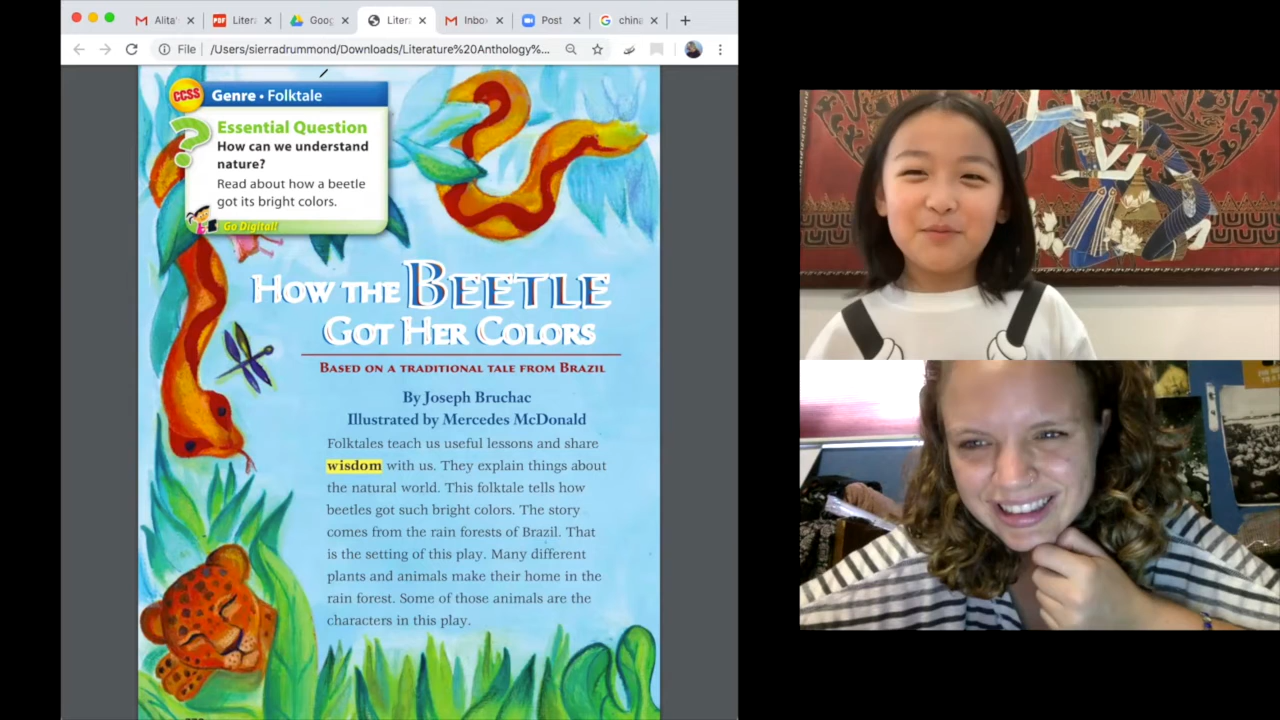 Alita'
Litera
Goog
Litera
Inbo
Post
china
File
/Users/sierradrummond/Downloads/Literature%20Anthology%...
CCSS
Genre • Folktale
?
Essential Question
How can we understand
nature?
Read about how a beetle
got its bright colors.
Go Digital!
How the Beetle
Got Her Colors
Based on a traditional tale from Brazil
By Joseph Bruchac
Illustrated by Mercedes McDonald
Folktales teach us useful lessons and share
wisdom with us. They explain things about
the natural world. This folktale tells how
beetles got such bright colors. The story
comes from the rain forests of Brazil. That
is the setting of this play. Many different
plants and animals make their home in the
rain forest. Some of those animals are the
characters in this play.